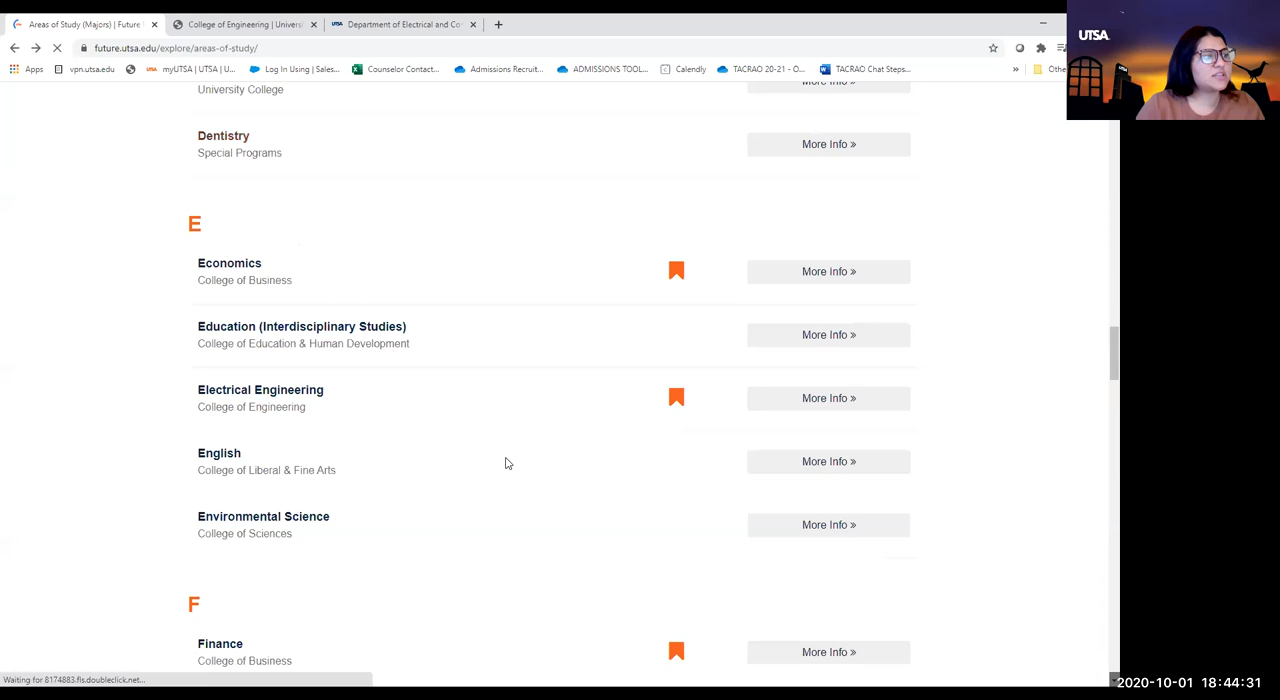 Areas of Study (Majors) | Future
College of Engineering | Universi
Department of Electrical and Co
future.utsa.edu/explore/areas-of-study/
Apps
vpn.utsa.edu
myUTSA | UTSA | U...
Log In Using | Sales...
Counselor Contact...
Admissions Recruit...
ADMISSIONS TOOL...
Calendly
TACRAO 20-21 - O...
TACRAO Chat Steps...
»
Othe
UTSA
University College
More Info »
Dentistry
Special Programs
More Info »
E
Economics
College of Business
More Info »
Education (Interdisciplinary Studies)
College of Education & Human Development
More Info »
Electrical Engineering
College of Engineering
More Info »
English
College of Liberal & Fine Arts
More Info »
Environmental Science
College of Sciences
More Info »
F
Finance
College of Business
More Info »
Waiting for 8174883.fls.doubleclick.net...
2020-10-01 18:44:31